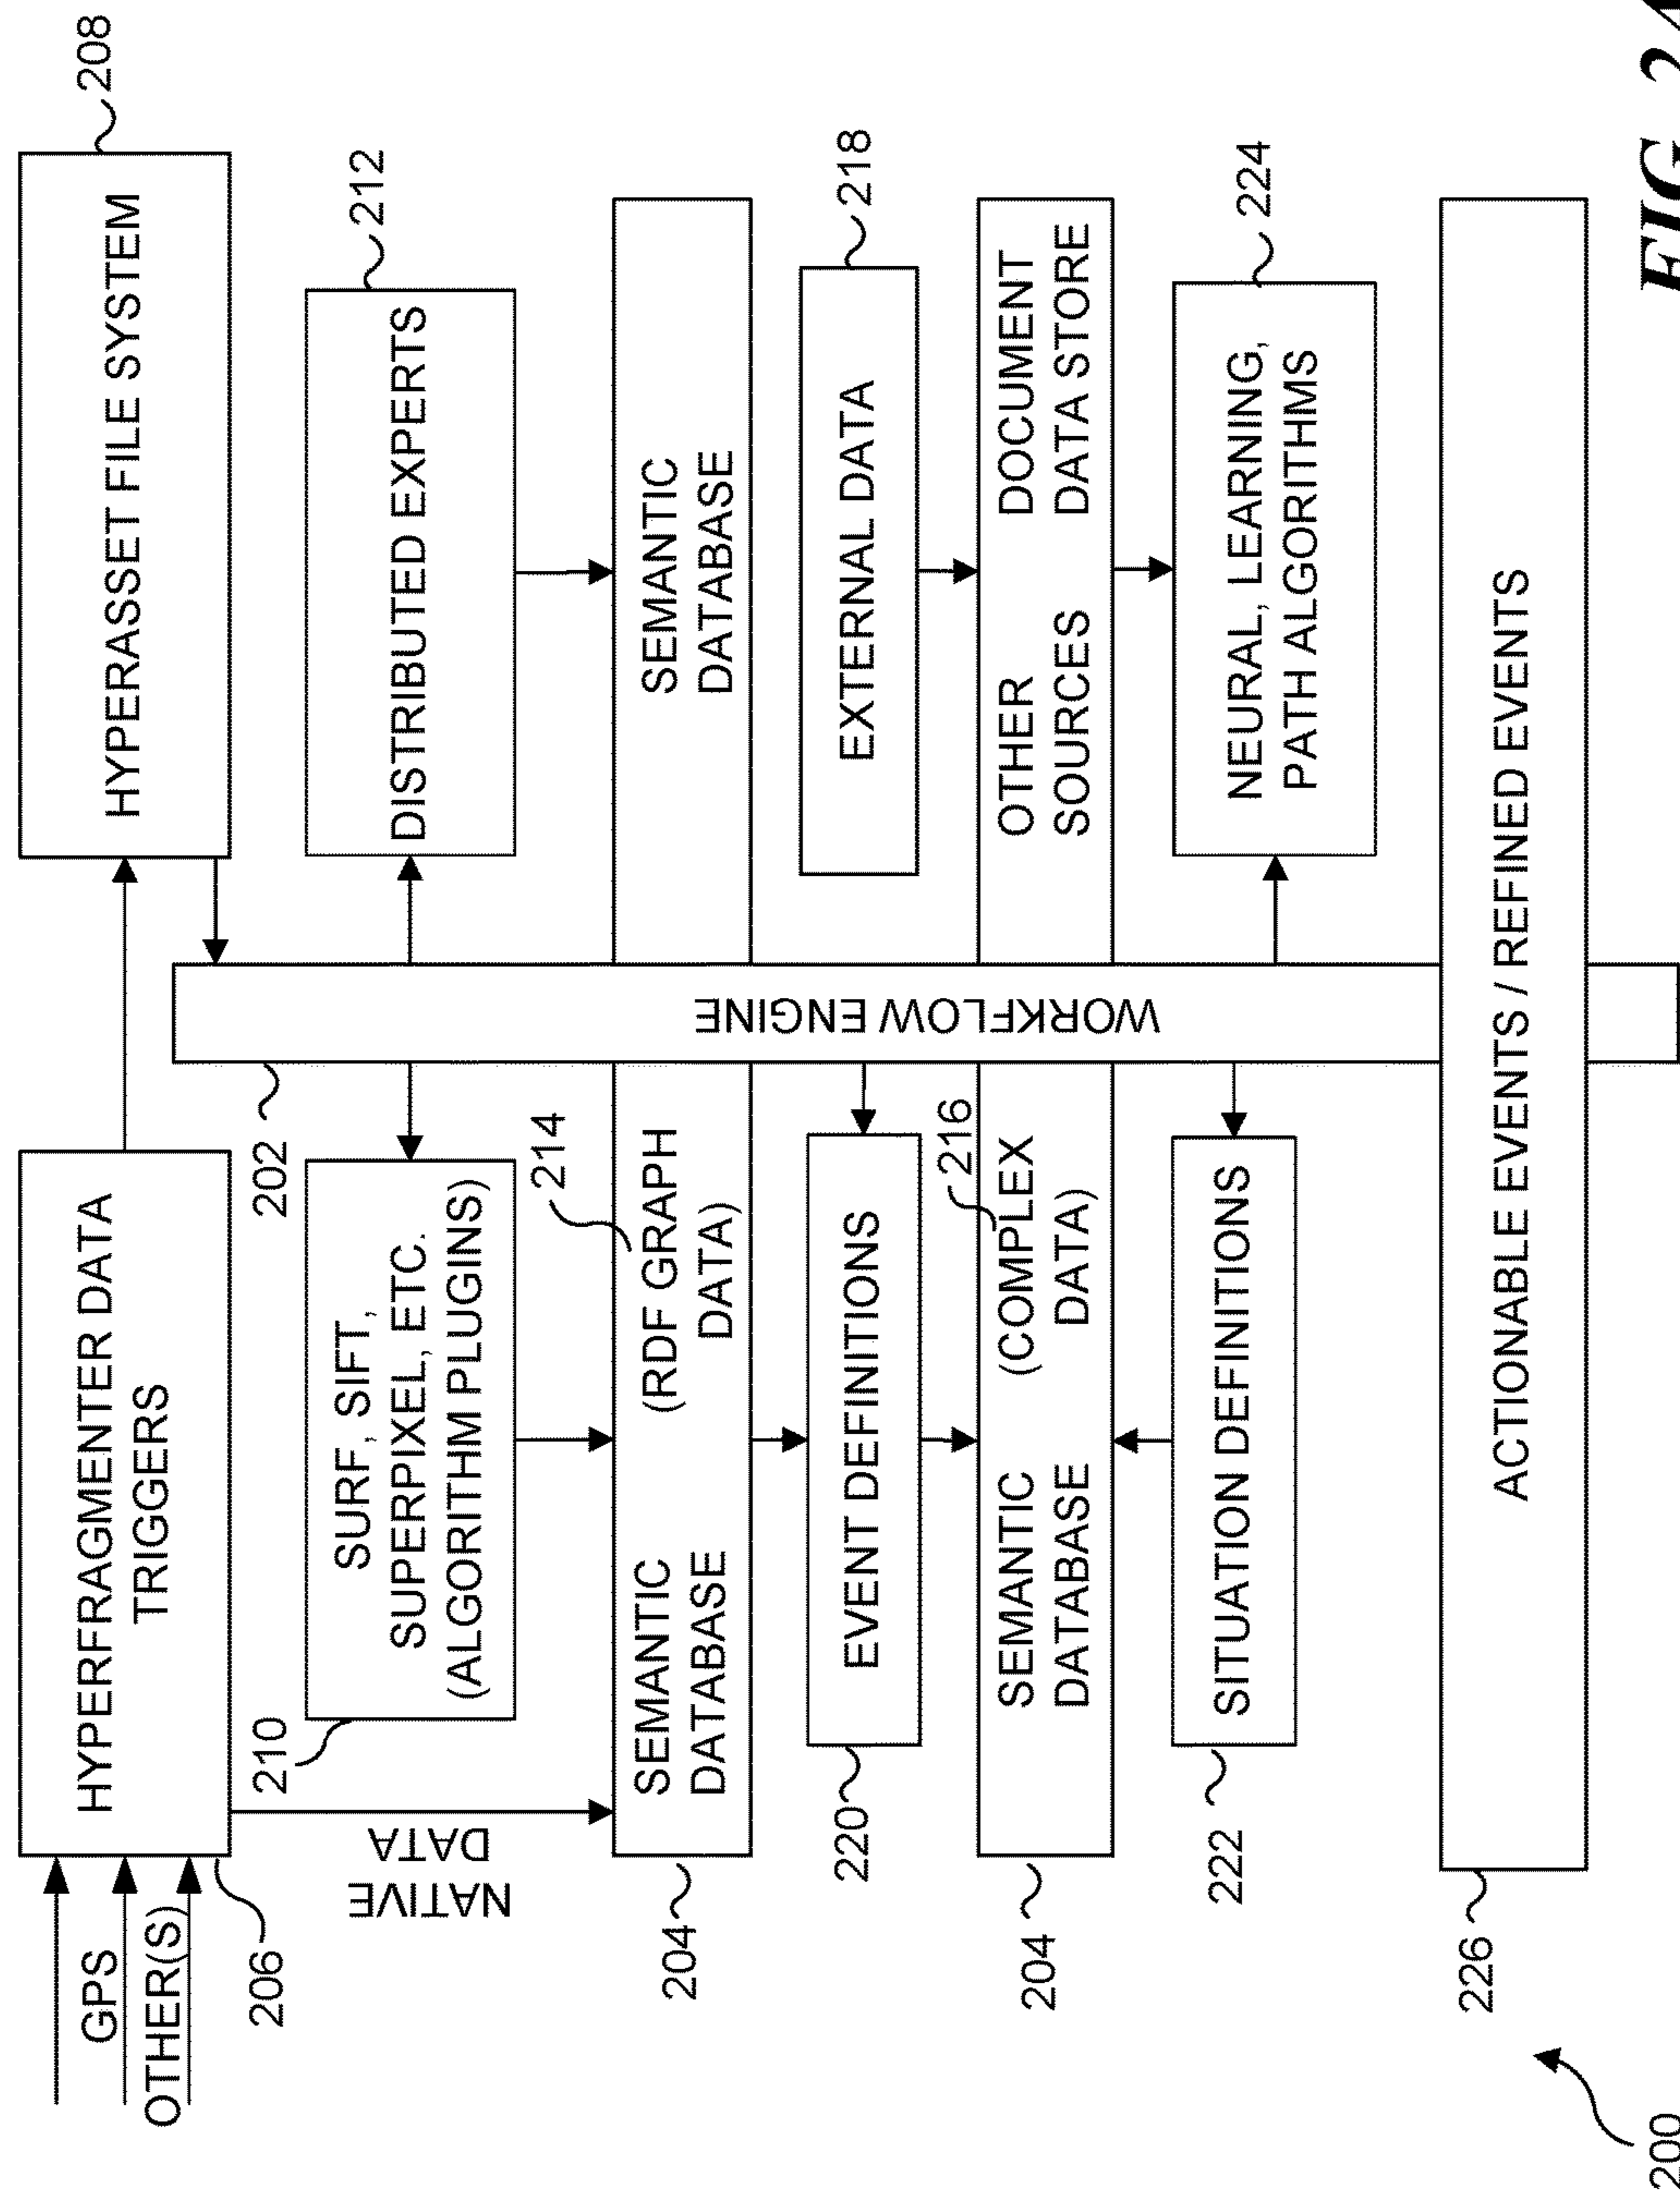 GPS
OTHER(S)
206
HYPERFRAGMENTER DATA
TRIGGERS
HYPERASSET FILE SYSTEM
208
NATIVE
DATA
210
SURF, SIFT,
SUPERPIXEL, ETC.
(ALGORITHM PLUGINS)
202
WORKFLOW ENGINE
DISTRIBUTED EXPERTS
212
204
SEMANTIC
DATABASE
(RDF GRAPH
DATA)
214
SEMANTIC
DATABASE
220
EVENT DEFINITIONS
EXTERNAL DATA
218
204
SEMANTIC
DATABASE
(COMPLEX
DATA)
216
OTHER
SOURCES
DOCUMENT
DATA STORE
222
SITUATION DEFINITIONS
NEURAL, LEARNING,
PATH ALGORITHMS
224
226
ACTIONABLE EVENTS / REFINED EVENTS
200
FIG. 2A